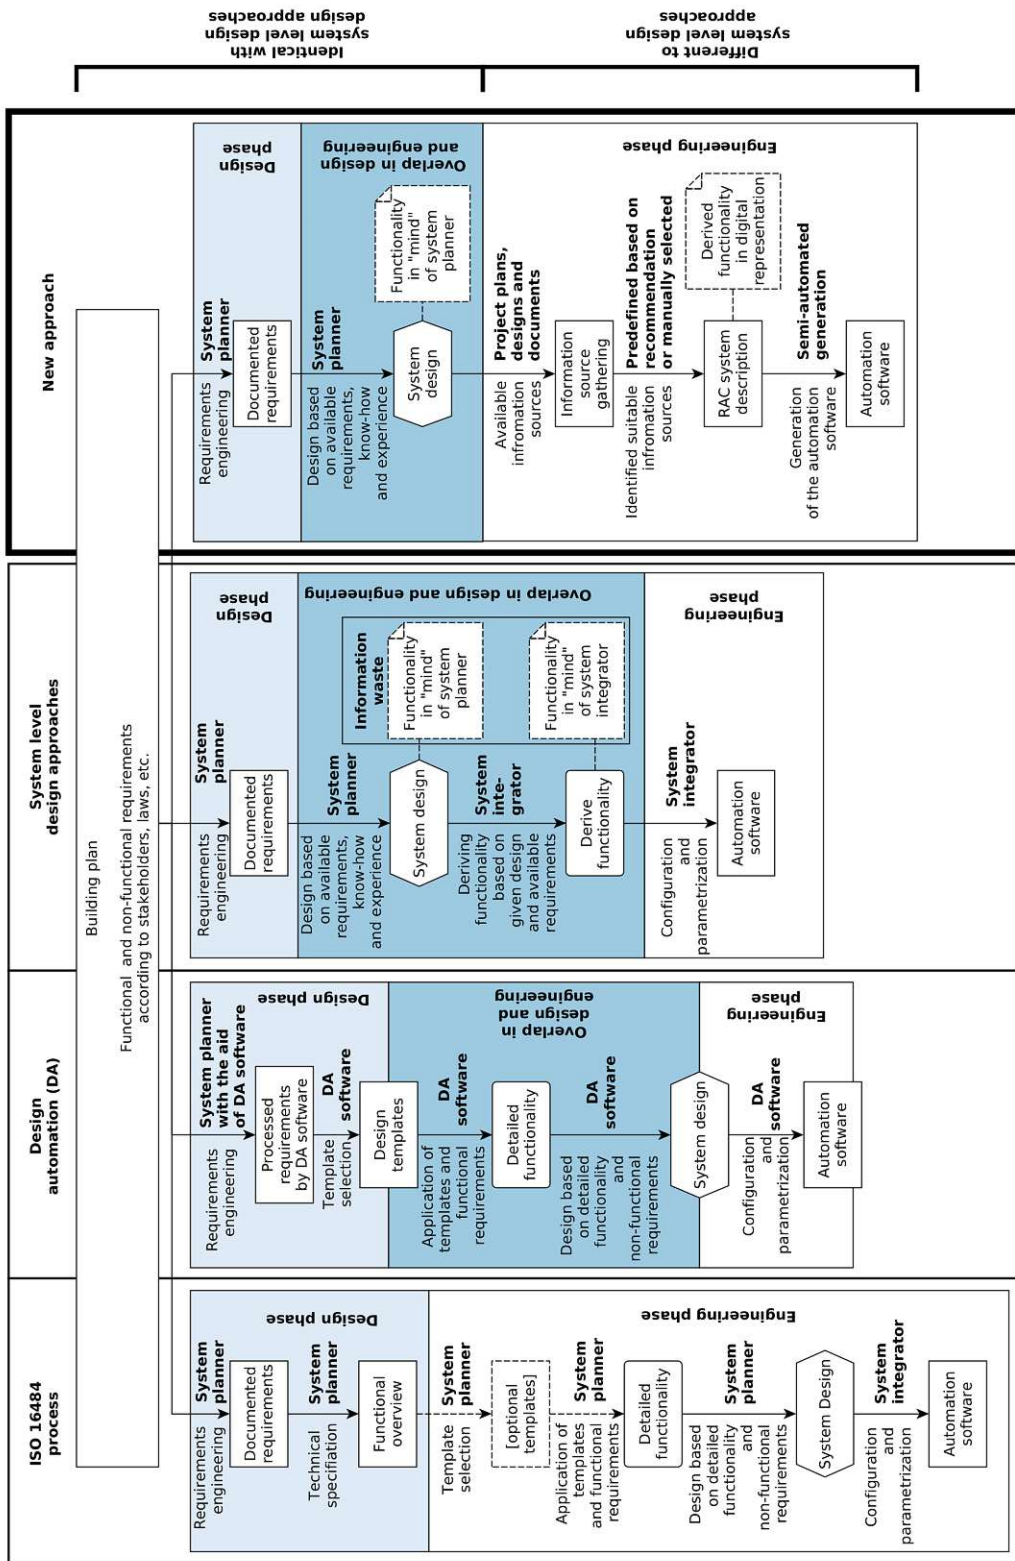 ISO 16484
process
Design
automation (DA)
System level
design approaches
New approach
Building plan
Functional and non-functional requirements
according to stakeholders, laws, etc.
Requirements
engineering
System
planner
Documented
requirements
Technical
specifiation
System
planner
Functional
overview
Design phase
Template
selection
System
planner
[optional
templates]
Application of
templates
and functional
requirements
System
planner
Detailed
functionality
Design based
on detailed
functionality
and
non-functional
requirements
System
planner
System Design
Configuration
and
parametrization
System
integrator
Automation
software
Engineering phase
Requirements
engineering
System planner
with the aid
of DA software
Processed
requirements
by DA software
Template
selection
DA
software
Design
templates
Design phase
Application of
templates and
functional
requirements
DA
software
Detailed
functionality
Design based
on detailed
functionality
and
non-functional
requirements
DA
software
Overlap in
design and
engineering
System design
Configuration
and
parametrization
DA
software
Automation
software
Engineering
phase
Requirements
engineering
System
planner
Documented
requirements
Design
phase
Design based
on available
requirements,
know-how
and experience
System
planner
Information
waste
System design
Functionality
in "mind"
of system
planner
Deriving
functionality
based on
given design
and available
requirements
System
inte-
grator
Derive
functionality
Functionality
in "mind"
of system
integrator
Overlap in design and engineering
Configuration
and
parametrization
System
integrator
Automation
software
Engineering
phase
Requirements
engineering
System
planner
Documented
requirements
Design
phase
Design based
on available
requirements,
know-how
and experience
System
planner
System
design
Functionality
in "mind"
of system
planner
Overlap in design
and engineering
Available
infromation
sources
Project plans,
designs and
documents
Information
source
gathering
Identified suitable
infromation
sources
Predefined based on
recommendation
or manually selected
RAC system
description
Derived
functionality
in digital
representation
Generation
of the automation
software
Semi-automated
generation
Automation
software
Engineering phase
Identical with
system level design
design approaches
Different to
system level design
approaches